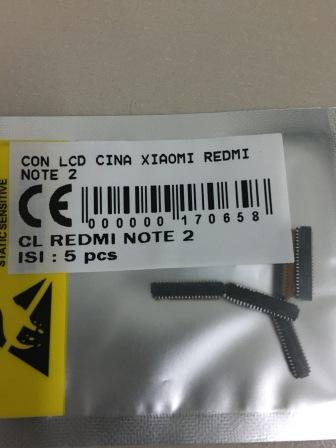 CON LCD CINA XIAOMI REDMI
NOTE 2
CE
000000 170658
CL REDMI NOTE 2
ISI : 5 pcs
STATIC SENSITIVE